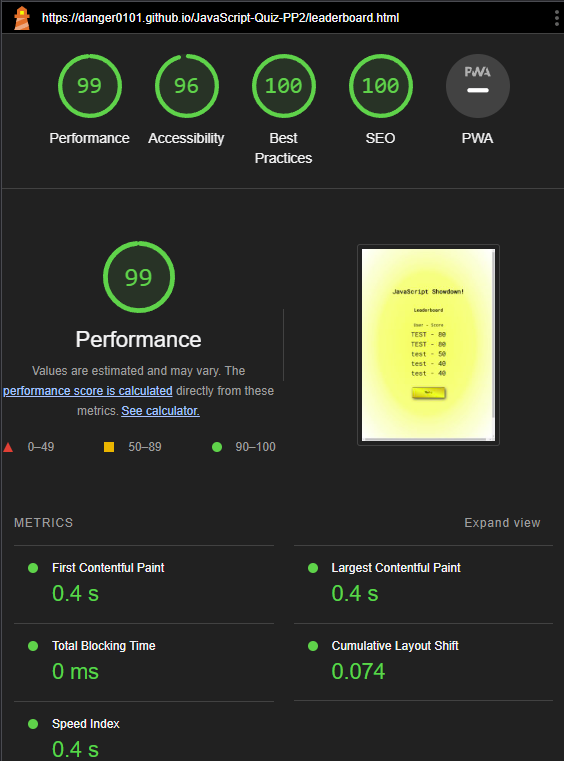 https://danger0101.github.io/JavaScript-Quiz-PP2/leaderboard.html
99
96
100
100
PWA
Performance
Accessibility
Best
Practices
SEO
PWA
99
Performance
Values are estimated and may vary. The
performance score is calculated directly from these
metrics. See calculator.
0–49
50–89
90–100
JavaScript Showdown!
Leaderboard
User - Score
TEST - 80
TEST - 80
test - 50
test - 40
test - 40
METRICS
Expand view
First Contentful Paint
0.4 s
Largest Contentful Paint
0.4 s
Total Blocking Time
0 ms
Cumulative Layout Shift
0.074
Speed Index
0.4 s